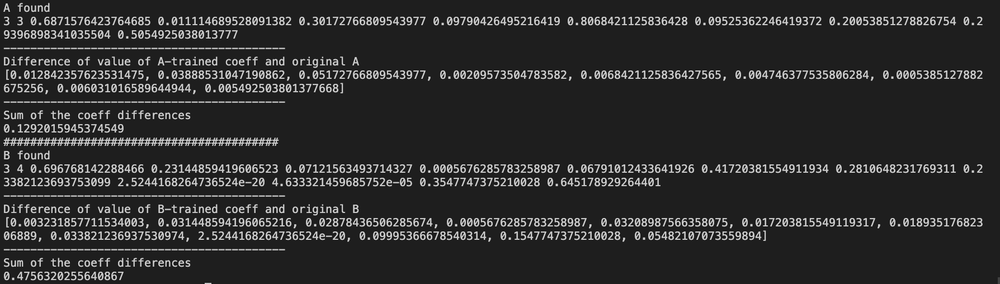 A found
3 3 0.6871576423764685 0.011114689528091382 0.30172766809543977 0.09790426495216419 0.8068421125836428 0.09525362246419372 0.20053851278826754 0.2
9396898341035504 0.5054925038013777
------------------------------------------
Difference of value of A-trained coeff and original A
[0.012842357623531475, 0.03888531047190862, 0.05172766809543977, 0.00209573504783582, 0.0068421125836427565, 0.004746377535806284, 0.0005385127882
675256, 0.006031016589644944, 0.005492503801377668]
------------------------------------------
Sum of the coeff differences
0.1292015945374549
#########################################
B found
3 4 0.696768142288466 0.23144859419606523 0.07121563493714327 0.0005676285783258987 0.06791012433641926 0.41720381554911934 0.2810648231769311 0.2
3382123693753099 2.5244168264736524e-20 4.633321459685752e-05 0.3547747375210028 0.645178929264401
------------------------------------------
Difference of value of B-trained coeff and original B
[0.003231857711534003, 0.031448594196065216, 0.02878436506285674, 0.0005676285783258987, 0.03208987566358075, 0.017203815549119317, 0.018935176823
06889, 0.033821236937530974, 2.5244168264736524e-20, 0.09995366678540314, 0.1547747375210028, 0.05482107073559894]
------------------------------------------
Sum of the coeff differences
0.4756320255640867